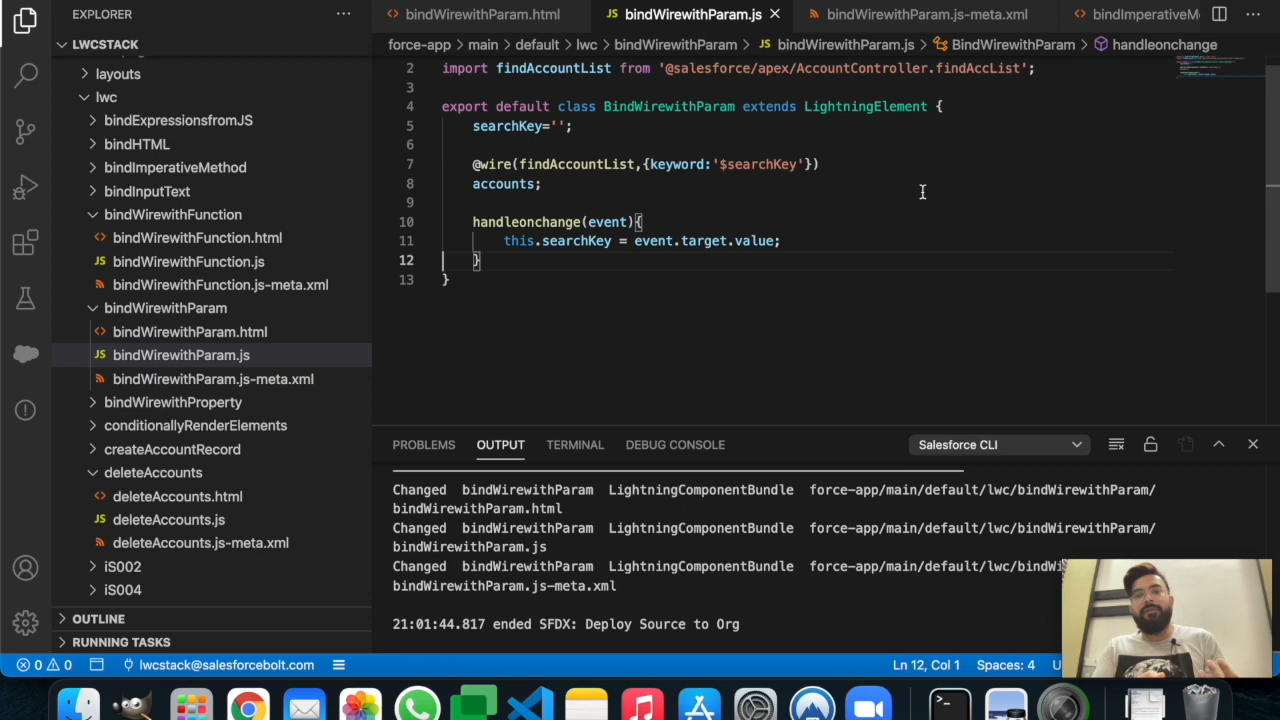 EXPLORER
LWCSTACK
layouts
lwc
bindExpressionsfromJS
bindHTML
bindImperativeMethod
bindInputText
bindWirewithFunction
bindWirewithFunction.html
JS bindWirewithFunction.js
bindWirewithFunction.js-meta.xml
bindWirewithParam
bindWirewithParam.html
JS bindWirewithParam.js
bindWirewithParam.js-meta.xml
bindWirewithProperty
conditionallyRenderElements
createAccountRecord
deleteAccounts
deleteAccounts.html
JS deleteAccounts.js
deleteAccounts.js-meta.xml
iS002
iS004
OUTLINE
RUNNING TASKS
bindWirewithParam.html JS bindWirewithParam.js bindWirewithParam.js-meta.xml bindImperativeM
force-app > main > default > lwc > bindWirewithParam > JS bindWirewithParam.js > BindWirewithParam > handleonchange
2 import findAccountList from '@salesforce/apex/AccountController.findAccList';
3
4 export default class BindWirewithParam extends LightningElement {
5 searchKey='';
6
7 @wire(findAccountList,{keyword:'$searchKey'})
8 accounts;
9
10 handleonchange(event){
11 this.searchKey = event.target.value;
12 }
13 }
PROBLEMS OUTPUT TERMINAL DEBUG CONSOLE Salesforce CLI
Changed bindWirewithParam LightningComponentBundle force-app/main/default/lwc/bindWirewithParam/
bindWirewithParam.html
Changed bindWirewithParam LightningComponentBundle force-app/main/default/lwc/bindWirewithParam/
bindWirewithParam.js
Changed bindWirewithParam LightningComponentBundle force-app/main/default/lwc/bindWi
bindWirewithParam.js-meta.xml
21:01:44.817 ended SFDX: Deploy Source to Org
0 0 lwcstack@salesforcebolt.com Ln 12, Col 1 Spaces: 4 U